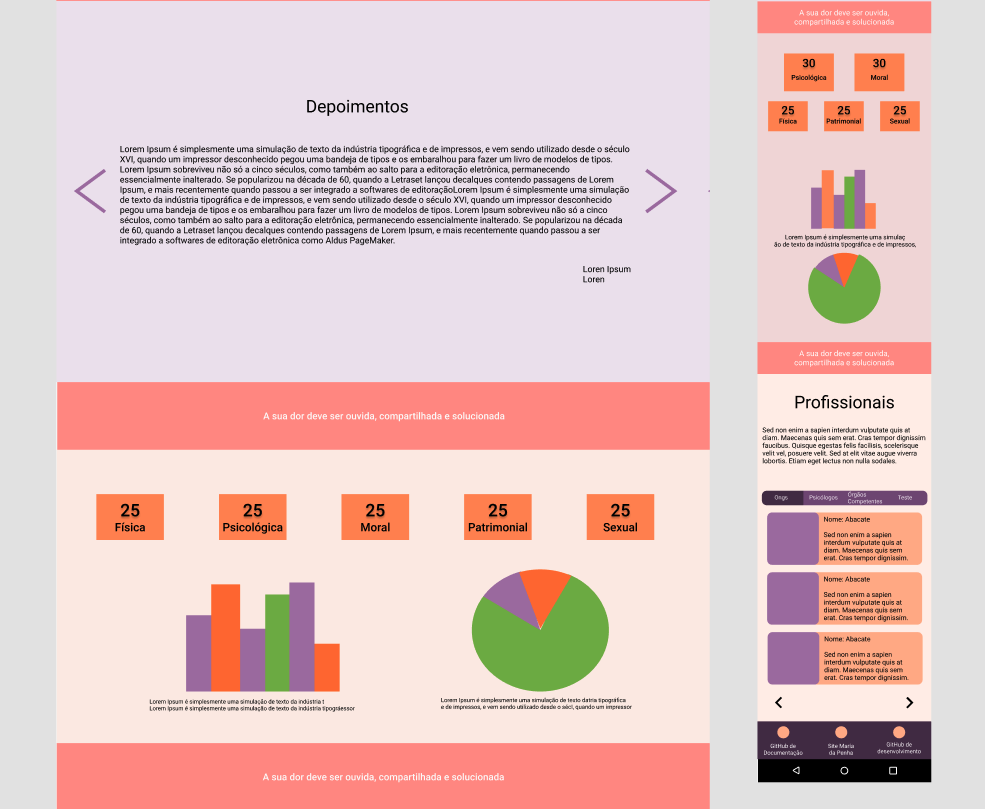 Depoimentos
Lorem Ipsum é simplesmente uma simulação de texto da indústria tipográfica e de impressos, e vem sendo utilizado desde o século
XVI, quando um impressor desconhecido pegou uma bandeja de tipos e os embaralhou para fazer um livro de modelos de tipos.
Lorem Ipsum sobreviveu não só a cinco séculos, como também ao salto para a editoração eletrônica, permanecendo
essencialmente inalterado. Se popularizou na década de 60, quando a Letraset lançou decalques contendo passagens de Lorem
Ipsum, e mais recentemente quando passou a ser integrado a softwares de editoraçãoLorem Ipsum é simplesmente uma simulação
de texto da indústria tipográfica e de impressos, e vem sendo utilizado desde o século XVI, quando um impressor desconhecido
pegou uma bandeja de tipos e os embaralhou para fazer um livro de modelos de tipos. Lorem Ipsum sobreviveu não só a cinco
séculos, como também ao salto para a editoração eletrônica, permanecendo essencialmente inalterado. Se popularizou na década
de 60, quando a Letraset lançou decalques contendo passagens de Lorem Ipsum, e mais recentemente quando passou a ser
integrado a softwares de editoração eletrônica como Aldus PageMaker.
Loren Ipsum
Loren
A sua dor deve ser ouvida, compartilhada e solucionada
25
Física
25
Psicológica
25
Moral
25
Patrimonial
25
Sexual
Lorem Ipsum é simplesmente uma simulação de texto da indústria t
Lorem Ipsum é simplesmente uma simulação de texto da indústria tipográessor
Lorem Ipsum é simplesmente uma simulação de texto datria tipográfica
e de impressos, e vem sendo utilizado desde o séci, quando um impressor
A sua dor deve ser ouvida, compartilhada e solucionada
A sua dor deve ser ouvida,
compartilhada e solucionada
30
Psicológica
30
Moral
25
Física
25
Patrimonial
25
Sexual
Lorem Ipsum é simplesmente uma simulaç
ão de texto da indústria tipográfica e de impressos,
A sua dor deve ser ouvida,
compartilhada e solucionada
Profissionais
Sed non enim a sapien interdum vulputate quis at
diam. Maecenas quis sem erat. Cras tempor dignissim
faucibus. Quisque egestas felis facilisis, scelerisque
velit vel, posuere velit. Sed at elit vitae augue viverra
lobortis. Etiam eget lectus non nulla sodales.
Ongs
Psicólogos
Órgãos
Competentes
Teste
Nome: Abacate
Sed non enim a sapien
interdum vulputate quis at
diam. Maecenas quis sem
erat. Cras tempor dignissim.
Nome: Abacate
Sed non enim a sapien
interdum vulputate quis at
diam. Maecenas quis sem
erat. Cras tempor dignissim.
Nome: Abacate
Sed non enim a sapien
interdum vulputate quis at
diam. Maecenas quis sem
erat. Cras tempor dignissim.
GitHub de
Documentação
Site Maria
da Penha
GitHub de
desenvolvimento